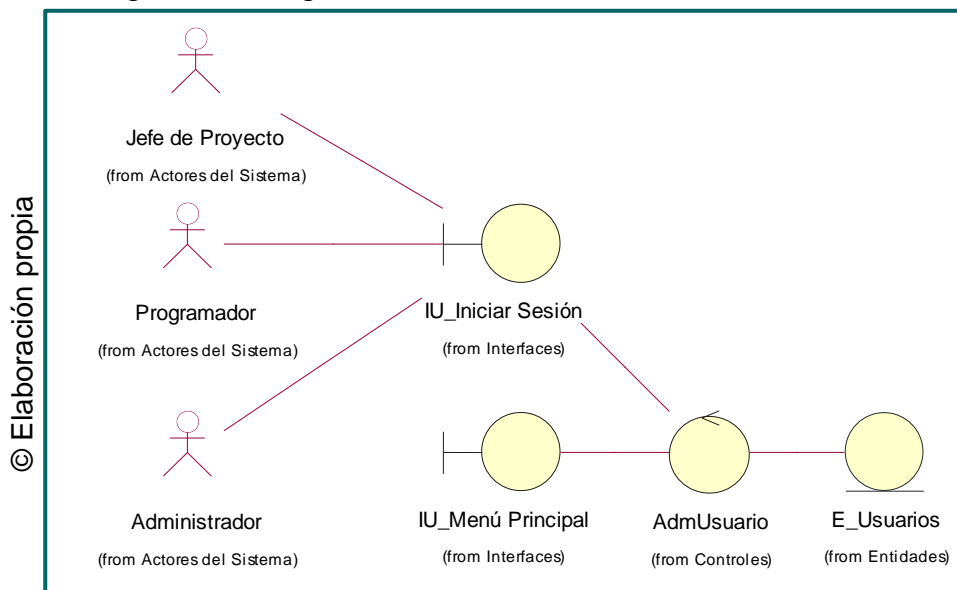 © Elaboración propia
Jefe de Proyecto
(from Actores del Sistema)
Programador
(from Actores del Sistema)
IU_Iniciar Sesión
(from Interfaces)
Administrador
(from Actores del Sistema)
IU_Menú Principal
(from Interfaces)
AdmUsuario
(from Controles)
E_Usuarios
(from Entidades)